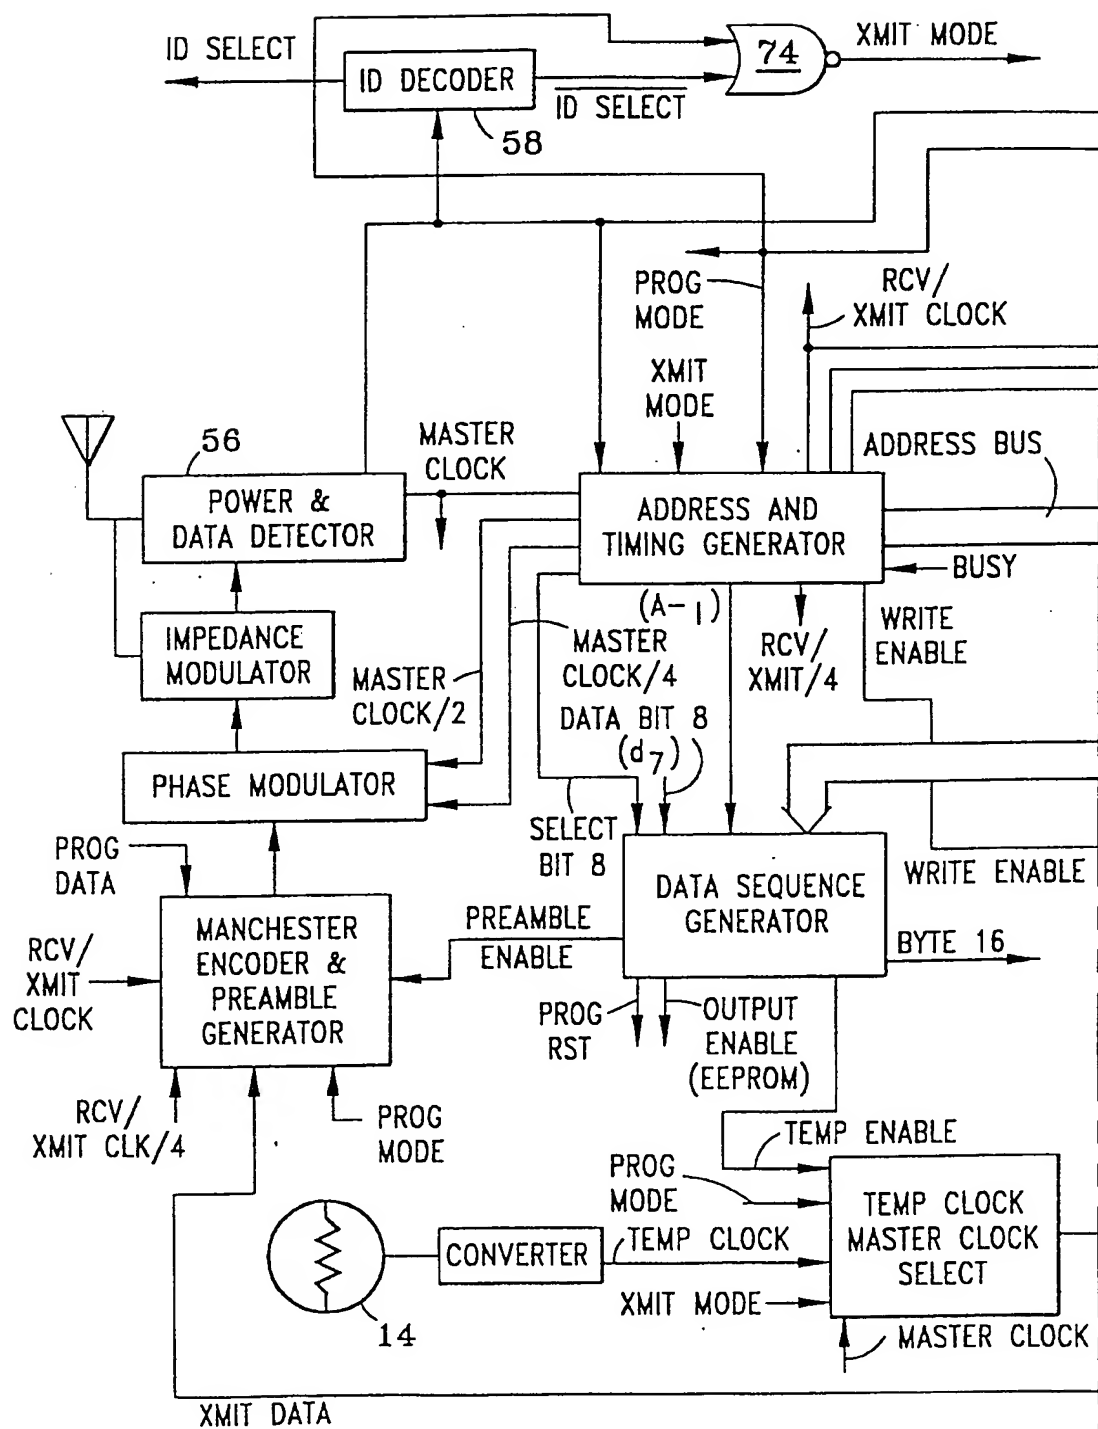 ID SELECT
ID DECODER
ID SELECT
58
74
XMIT MODE
PROG
MODE
RCV/
XMIT CLOCK
XMIT
MODE
ADDRESS BUS
56
MASTER
CLOCK
POWER &
DATA DETECTOR
ADDRESS AND
TIMING GENERATOR
BUSY
(A-1)
RCV/
XMIT/4
WRITE
ENABLE
IMPEDANCE
MODULATOR
MASTER
CLOCK/2
MASTER
CLOCK/4
DATA BIT 8
(d7)
PHASE MODULATOR
SELECT
BIT 8
PROG
DATA
DATA SEQUENCE
GENERATOR
WRITE ENABLE
BYTE 16
MANCHESTER
ENCODER &
PREAMBLE
GENERATOR
PREAMBLE
ENABLE
RCV/
XMIT
CLOCK
PROG
RST
OUTPUT
ENABLE
(EEPROM)
RCV/
XMIT CLK/4
PROG
MODE
TEMP ENABLE
PROG
MODE
TEMP CLOCK
MASTER CLOCK
SELECT
CONVERTER
TEMP CLOCK
XMIT MODE
14
MASTER CLOCK
XMIT DATA